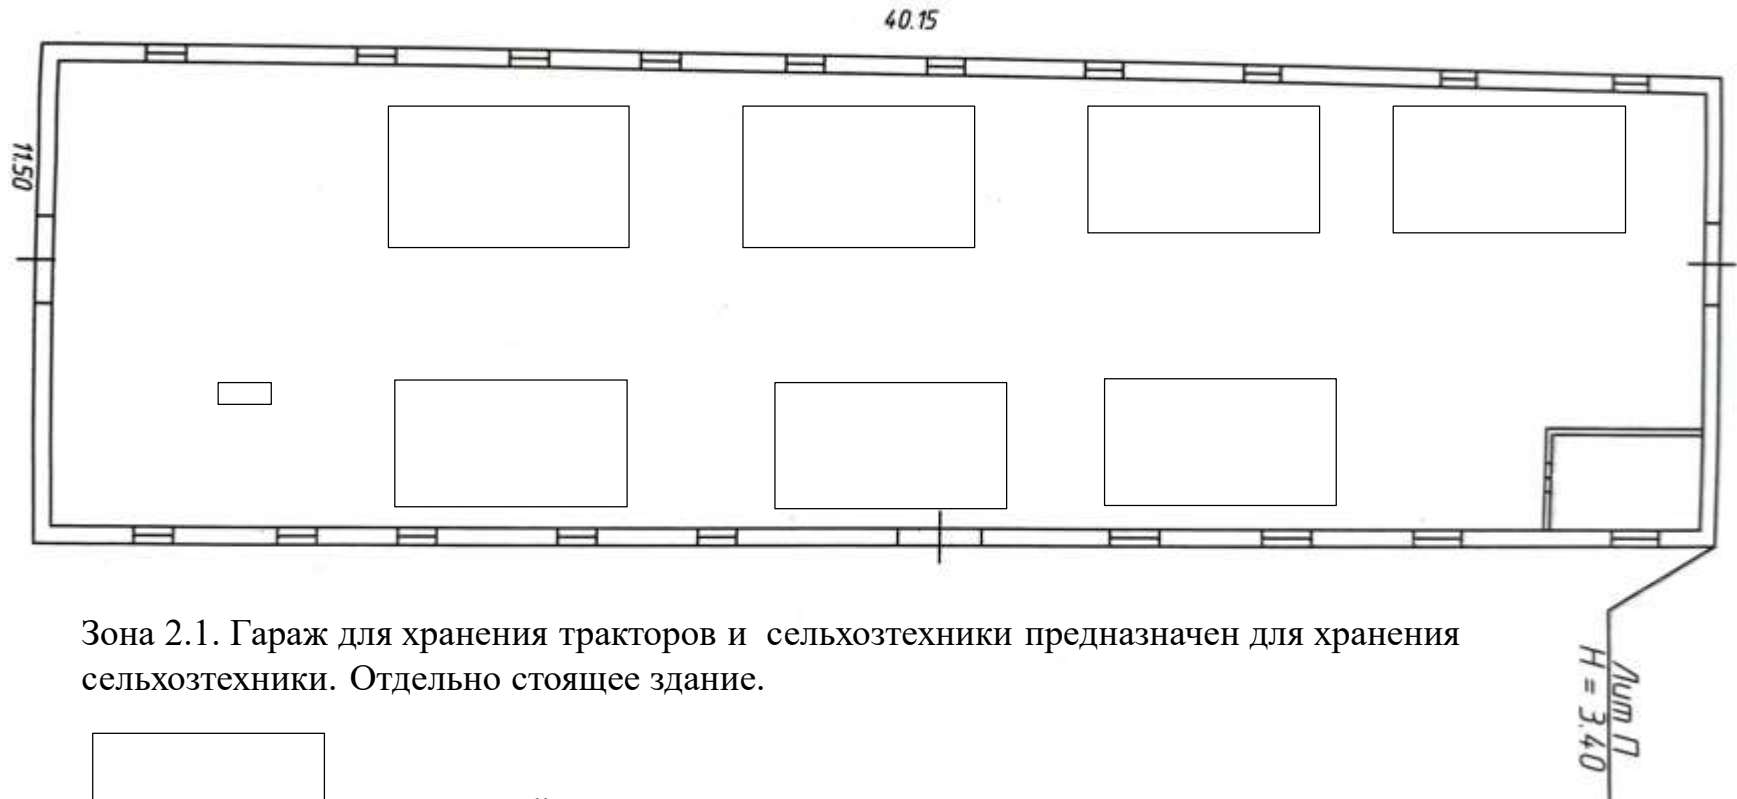 40.15
11.50
Зона 2.1. Гараж для хранения тракторов и сельхозтехники предназначен для хранения
сельхозтехники. Отдельно стоящее здание.
Лит П
H = 3.40